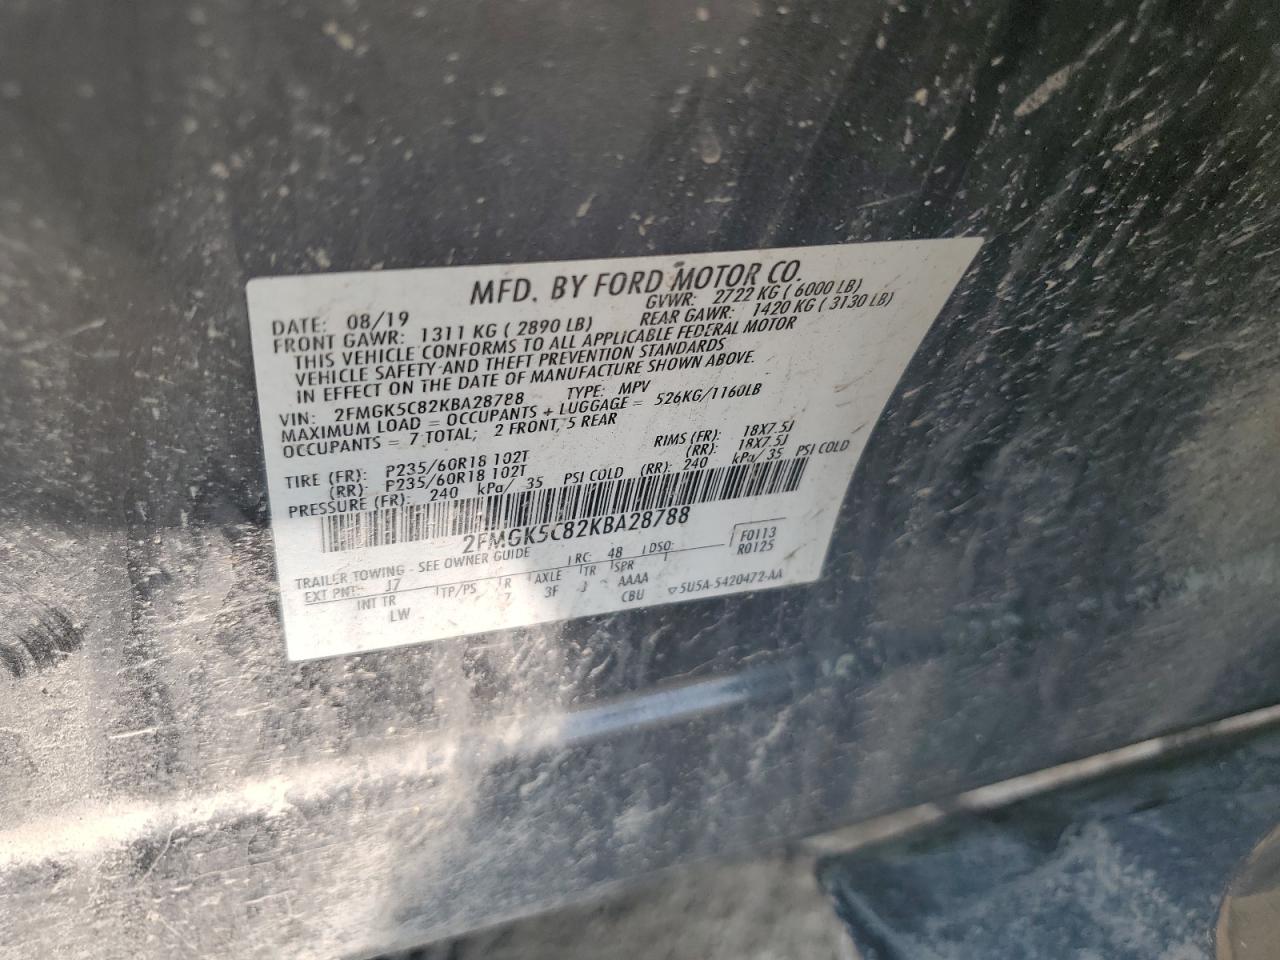 MFD. BY FORD MOTOR CO.
DATE: 08/19 GVWR: 2722 KG ( 6000 LB)
FRONT GAWR: 1311 KG ( 2890 LB) REAR GAWR: 1420 KG ( 3130 LB)
THIS VEHICLE CONFORMS TO ALL APPLICABLE FEDERAL MOTOR
VEHICLE SAFETY AND THEFT PREVENTION STANDARDS
IN EFFECT ON THE DATE OF MANUFACTURE SHOWN ABOVE.
VIN: 2FMGK5C82KBA28788 TYPE: MPV
MAXIMUM LOAD = OCCUPANTS + LUGGAGE = 526KG/1160LB
OCCUPANTS = 7 TOTAL; 2 FRONT, 5 REAR
TIRE (FR): P235/60R18 102T RIMS (FR): 18X7.5J
(RR): P235/60R18 102T (RR): 18X7.5J
PRESSURE (FR): 240 kPa/ 35 PSI COLD (RR): 240 kPa/ 35 PSI COLD
2FMGK5C82KBA28788
TRAILER TOWING - SEE OWNER GUIDE RC: 48 DSO: F0113
R0125
EXT PNT: J7 TP/PS R AXLE TR SPR
INT TR 7 3F J AAAA
LW CBU ▽5U5A-5420472-AA